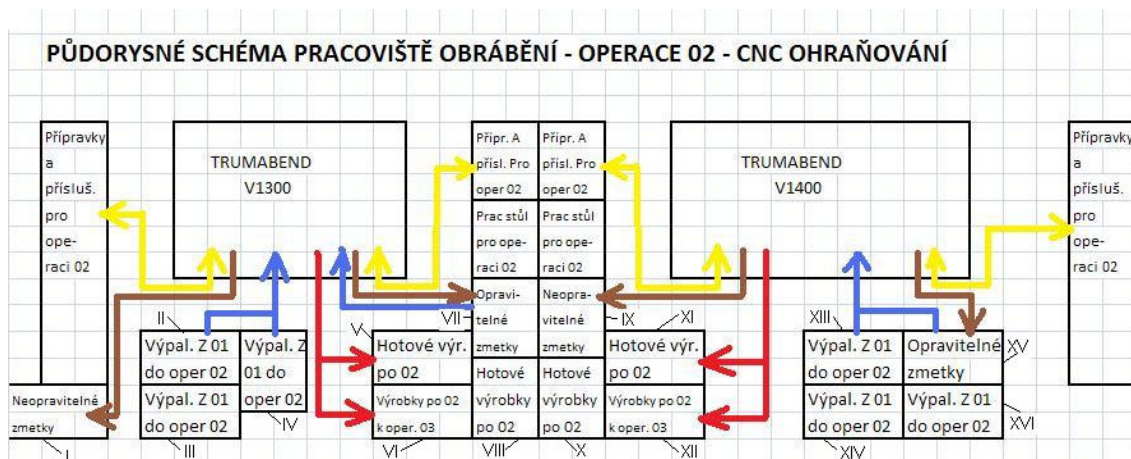 PŮDORYSNÉ SCHÉMA PRACOVIŠTĚ OBRÁBĚNÍ - OPERACE 02 - CNC OHRAŇOVÁNÍ
Přípravky
a
přísluš.
pro
ope-
raci 02
TRUMABEND
V1300
Přípr. A
přísl. Pro
oper 02
Přípr. A
přísl. Pro
oper 02
TRUMABEND
V1400
Přípravky
a
přísluš.
pro
ope-
raci 02
Prac stůl
pro ope-
raci 02
Prac stůl
pro ope-
raci 02
Opravi-
telné
zmetky
Neopra-
vitelné
zmetky
II
V
VII
IX
XI
XIII
XV
Výpal. Z 01
do oper 02
Výpal. Z
01 do
oper 02
Hotové výr.
po 02
Hotové výr.
po 02
Výpal. Z 01
do oper 02
Opravitelné
zmetky
Neopravitelné
zmetky
Výpal. Z 01
do oper 02
Výrobky po 02
k oper. 03
Hotové
výrobky
po 02
Hotové
výrobky
po 02
Výrobky po 02
k oper. 03
Výpal. Z 01
do oper 02
Výpal. Z 01
do oper 02
I
III
IV
VI
VIII
X
XII
XIV
XVI